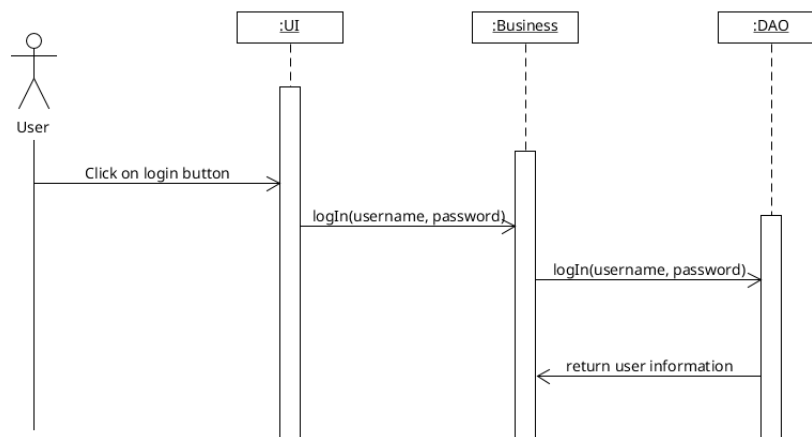 :UI
:Business
:DAO
User
Click on login button
logIn(username, password)
logIn(username, password)
return user information